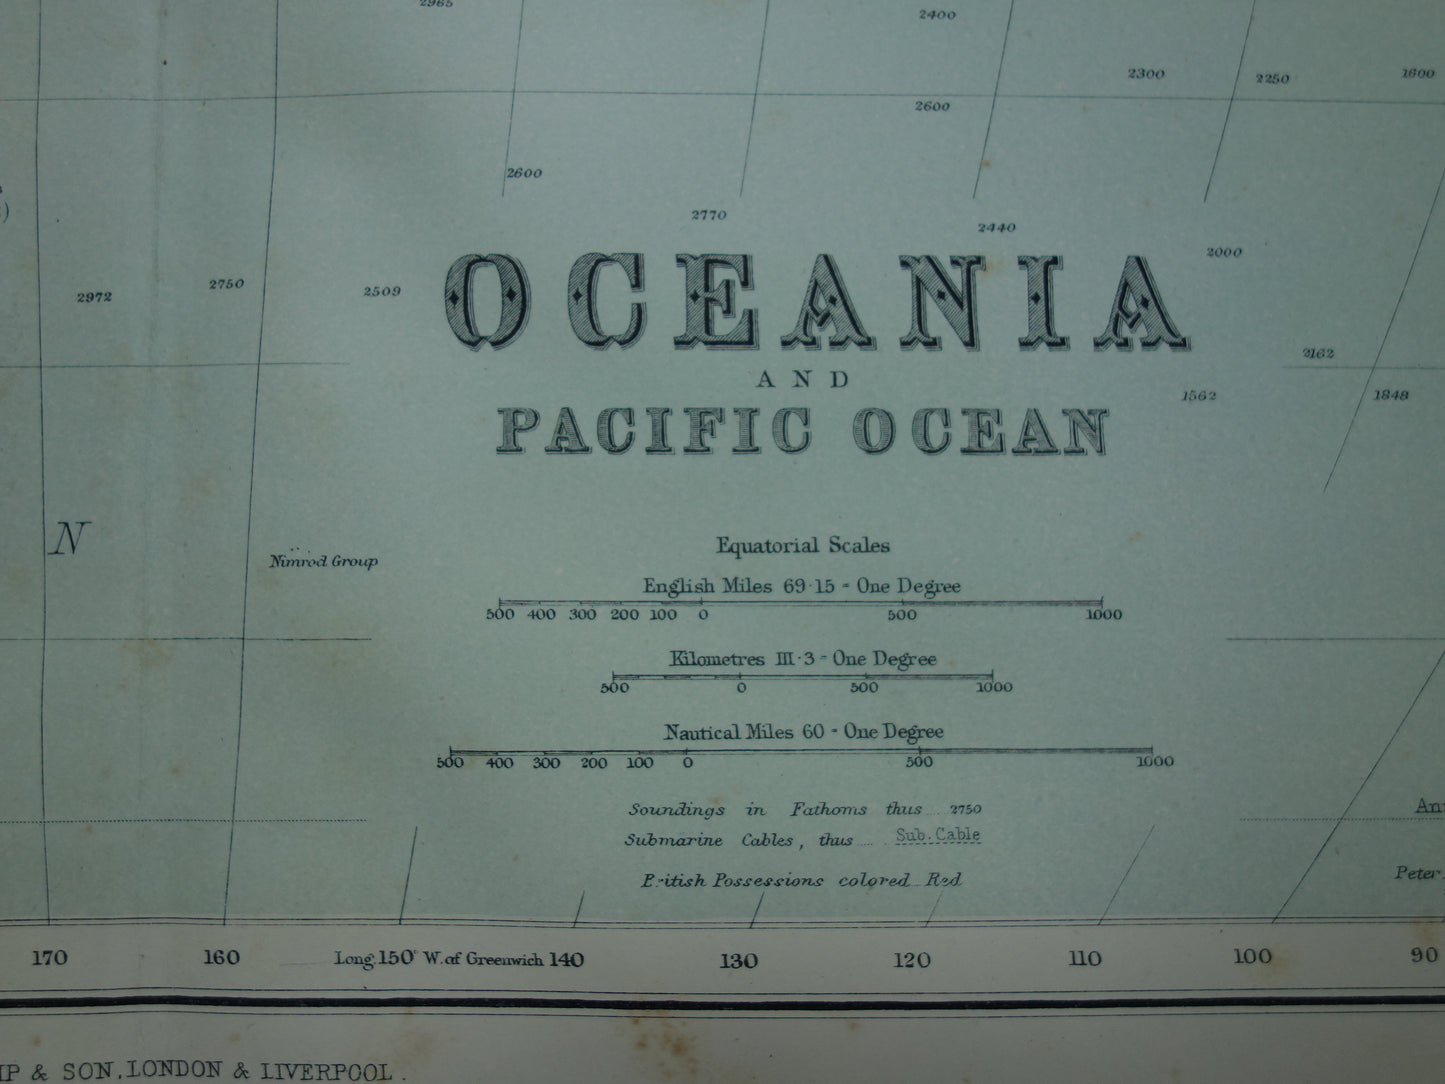 2965
2400
2300
2250
1600
2600
2600
2770
2440
2000
2972
2750
2509
OCEANIA
AND
PACIFIC OCEAN
2162
1562
1848
N
Nimrod Group
Equatorial Scales
English Miles 69·15 = One Degree
500 400 300 200 100 0 500 1000
Kilometres III·3 = One Degree
500 0 500 1000
Nautical Miles 60 = One Degree
500 400 300 200 100 0 500 1000
Soundings in Fathoms thus 2750
Submarine Cables, thus .... Sub. Cable
British Possessions colored Red
Peter
170 160 Long. 150° W. of Greenwich 140 130 120 110 100 90
& SON, LONDON & LIVERPOOL.